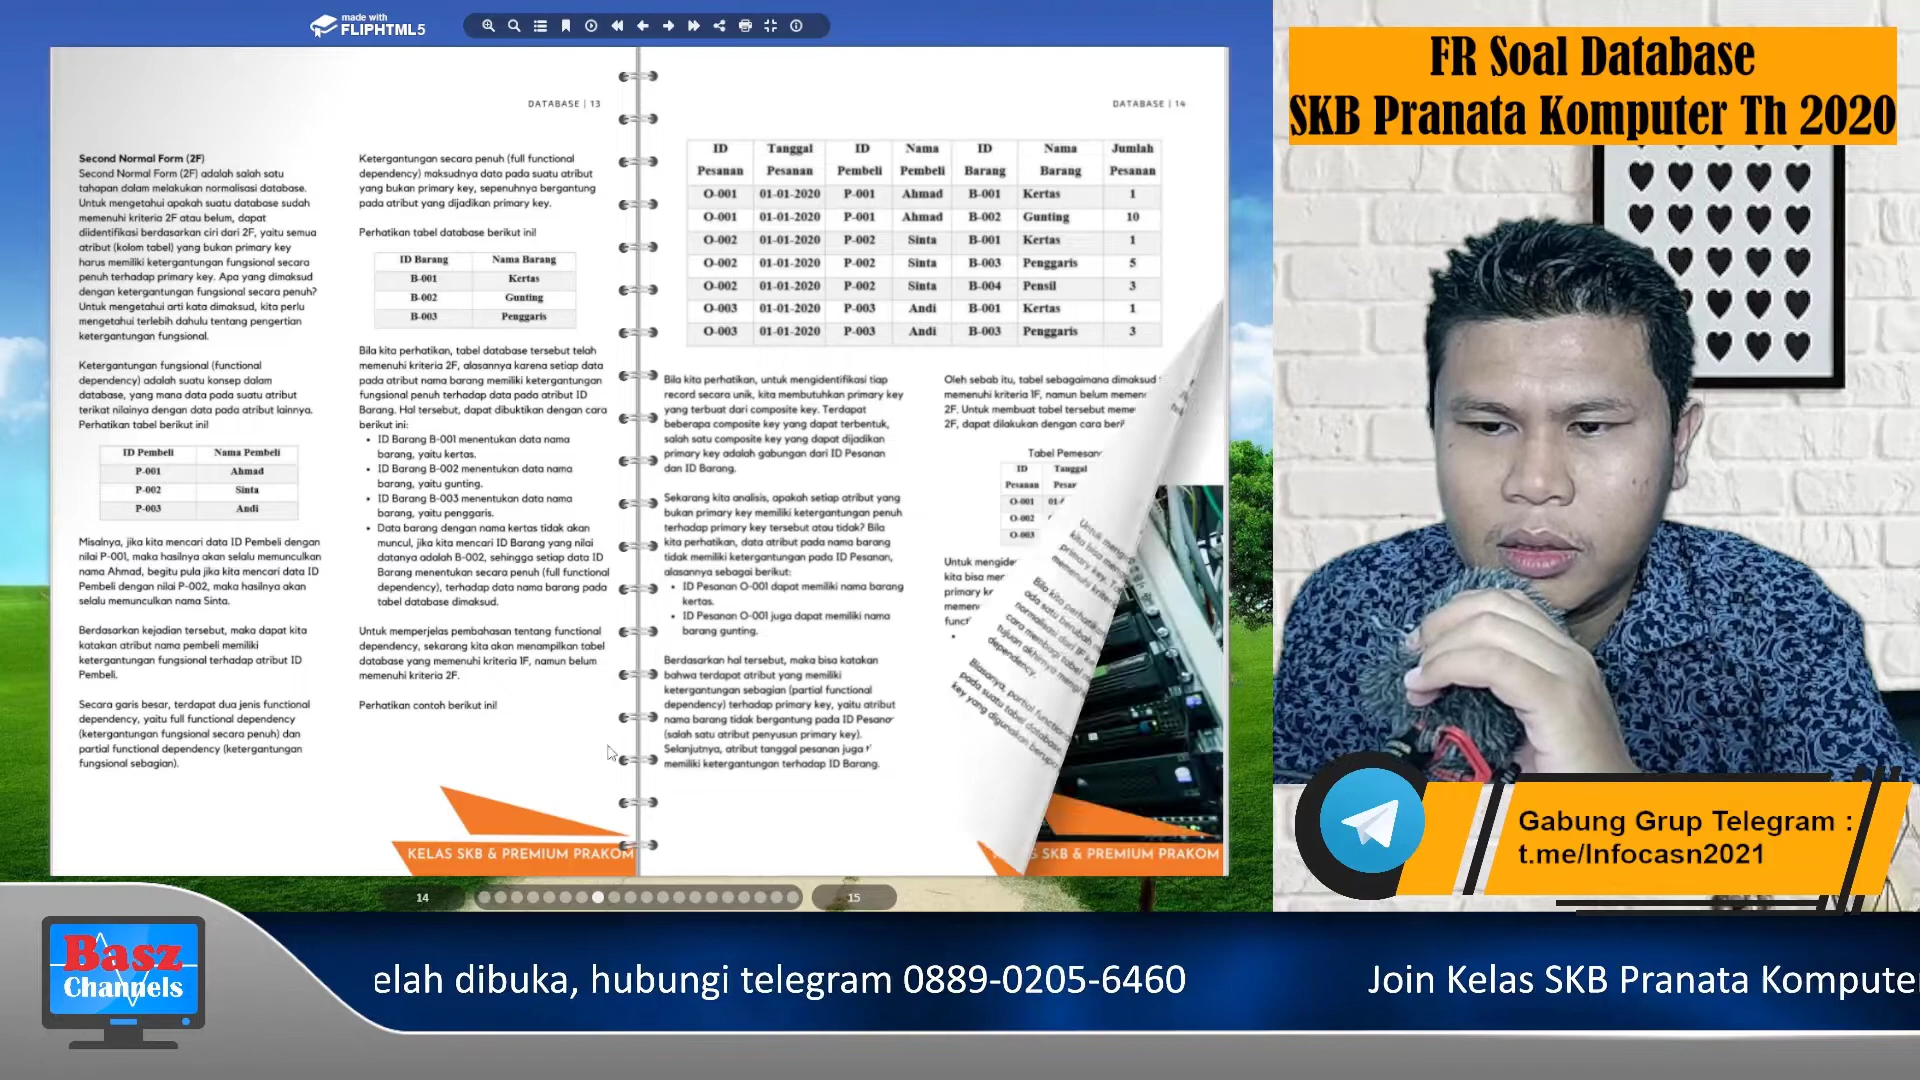 made with
FLIPHTML5
FR Soal Database
SKB Pranata Komputer Th 2020
DATABASE | 13
Second Normal Form (2F)
Second Normal Form (2F) adalah salah satu
tahapan dalam melakukan normalisasi database.
Untuk mengetahui apakah suatu database sudah
memenuhi kriteria 2F atau belum, dapat
diidentifikasi berdasarkan ciri dari 2F, yaitu semua
atribut (kolom tabel) yang bukan primary key
harus memiliki ketergantungan fungsional secara
penuh terhadap primary key. Apa yang dimaksud
dengan ketergantungan fungsional secara penuh?
Untuk mengetahui arti kata dimaksud, kita perlu
mengetahui terlebih dahulu tentang pengertian
ketergantungan fungsional.
Ketergantungan fungsional (functional
dependency) adalah suatu konsep dalam
database, yang mana data pada suatu atribut
terikat nilainya dengan data pada atribut lainnya.
Perhatikan tabel berikut ini!
ID Pembeli Nama Pembeli
P-001 Ahmad
P-002 Sinta
P-003 Andi
Misalnya, jika kita mencari data ID Pembeli dengan
nilai P-001, maka hasilnya akan selalu memunculkan
nama Ahmad, begitu pula jika kita mencari data ID
Pembeli dengan nilai P-002, maka hasilnya akan
selalu memunculkan nama Sinta.
Berdasarkan kejadian tersebut, maka dapat kita
katakan atribut nama pembeli memiliki
ketergantungan fungsional terhadap atribut ID
Pembeli.
Secara garis besar, terdapat dua jenis functional
dependency, yaitu full functional dependency
(ketergantungan fungsional secara penuh) dan
partial functional dependency (ketergantungan
fungsional sebagian).
Ketergantungan secara penuh (full functional
dependency) maksudnya data pada suatu atribut
yang bukan primary key, sepenuhnya bergantung
pada atribut yang dijadikan primary key.
Perhatikan tabel database berikut ini!
ID Barang Nama Barang
B-001 Kertas
B-002 Gunting
B-003 Penggaris
Bila kita perhatikan, tabel database tersebut telah
memenuhi kriteria 2F, alasannya karena setiap data
pada atribut nama barang memiliki ketergantungan
fungsional penuh terhadap data pada atribut ID
Barang. Hal tersebut, dapat dibuktikan dengan cara
berikut ini:
• ID Barang B-001 menentukan data nama
barang, yaitu kertas.
• ID Barang B-002 menentukan data nama
barang, yaitu gunting.
• ID Barang B-003 menentukan data nama
barang, yaitu penggaris.
• Data barang dengan nama kertas tidak akan
muncul, jika kita mencari ID Barang yang nilai
datanya adalah B-002, sehingga setiap data ID
Barang menentukan secara penuh (full functional
dependency), terhadap data nama barang pada
tabel database dimaksud.
Untuk memperjelas pembahasan tentang functional
dependency, sekarang kita akan menampilkan tabel
database yang memenuhi kriteria 1F, namun belum
memenuhi kriteria 2F.
Perhatikan contoh berikut ini!
KELAS SKB & PREMIUM PRAKOM
DATABASE | 14
ID Pesanan Tanggal Pesanan ID Pembeli Nama Pembeli ID Barang Nama Barang Jumlah Pesanan
O-001 01-01-2020 P-001 Ahmad B-001 Kertas 1
O-001 01-01-2020 P-001 Ahmad B-002 Gunting 10
O-002 01-01-2020 P-002 Sinta B-001 Kertas 1
O-002 01-01-2020 P-002 Sinta B-003 Penggaris 5
O-002 01-01-2020 P-002 Sinta B-004 Pensil 3
O-003 01-01-2020 P-003 Andi B-001 Kertas 1
O-003 01-01-2020 P-003 Andi B-003 Penggaris 3
Bila kita perhatikan, untuk mengidentifikasi tiap
record secara unik, kita membutuhkan primary key
yang terbuat dari composite key. Terdapat
beberapa composite key yang dapat terbentuk,
salah satu composite key yang dapat dijadikan
primary key adalah gabungan dari ID Pesanan
dan ID Barang.
Sekarang kita analisis, apakah setiap atribut yang
bukan primary key memiliki ketergantungan penuh
terhadap primary key tersebut atau tidak? Bila
kita perhatikan, data atribut pada nama barang
tidak memiliki ketergantungan pada ID Pesanan,
alasannya sebagai berikut:
• ID Pesanan O-001 dapat memiliki nama barang
kertas.
• ID Pesanan O-001 juga dapat memiliki nama
barang gunting.
Berdasarkan hal tersebut, maka bisa katakan
bahwa terdapat atribut yang memiliki
ketergantungan sebagian (partial functional
dependency) terhadap primary key, yaitu atribut
nama barang tidak bergantung pada ID Pesanan
(salah satu atribut penyusun primary key).
Selanjutnya, atribut tanggal pesanan juga
memiliki ketergantungan terhadap ID Barang.
Oleh sebab itu, tabel sebagaimana dimaksud
memenuhi kriteria 1F, namun belum
2F. Untuk membuat tabel tersebut
2F, dapat dilakukan dengan cara
Tabel
ID Tanggal
Pesanan
O-001
O-002
O-003
Untuk
kita bisa
primary
SKB & PREMIUM PRAKOM
14
15
Gabung Grup Telegram :
t.me/Infocasn2021
Basz
Channels
elah dibuka, hubungi telegram 0889-0205-6460
Join Kelas SKB Pranata Komputer